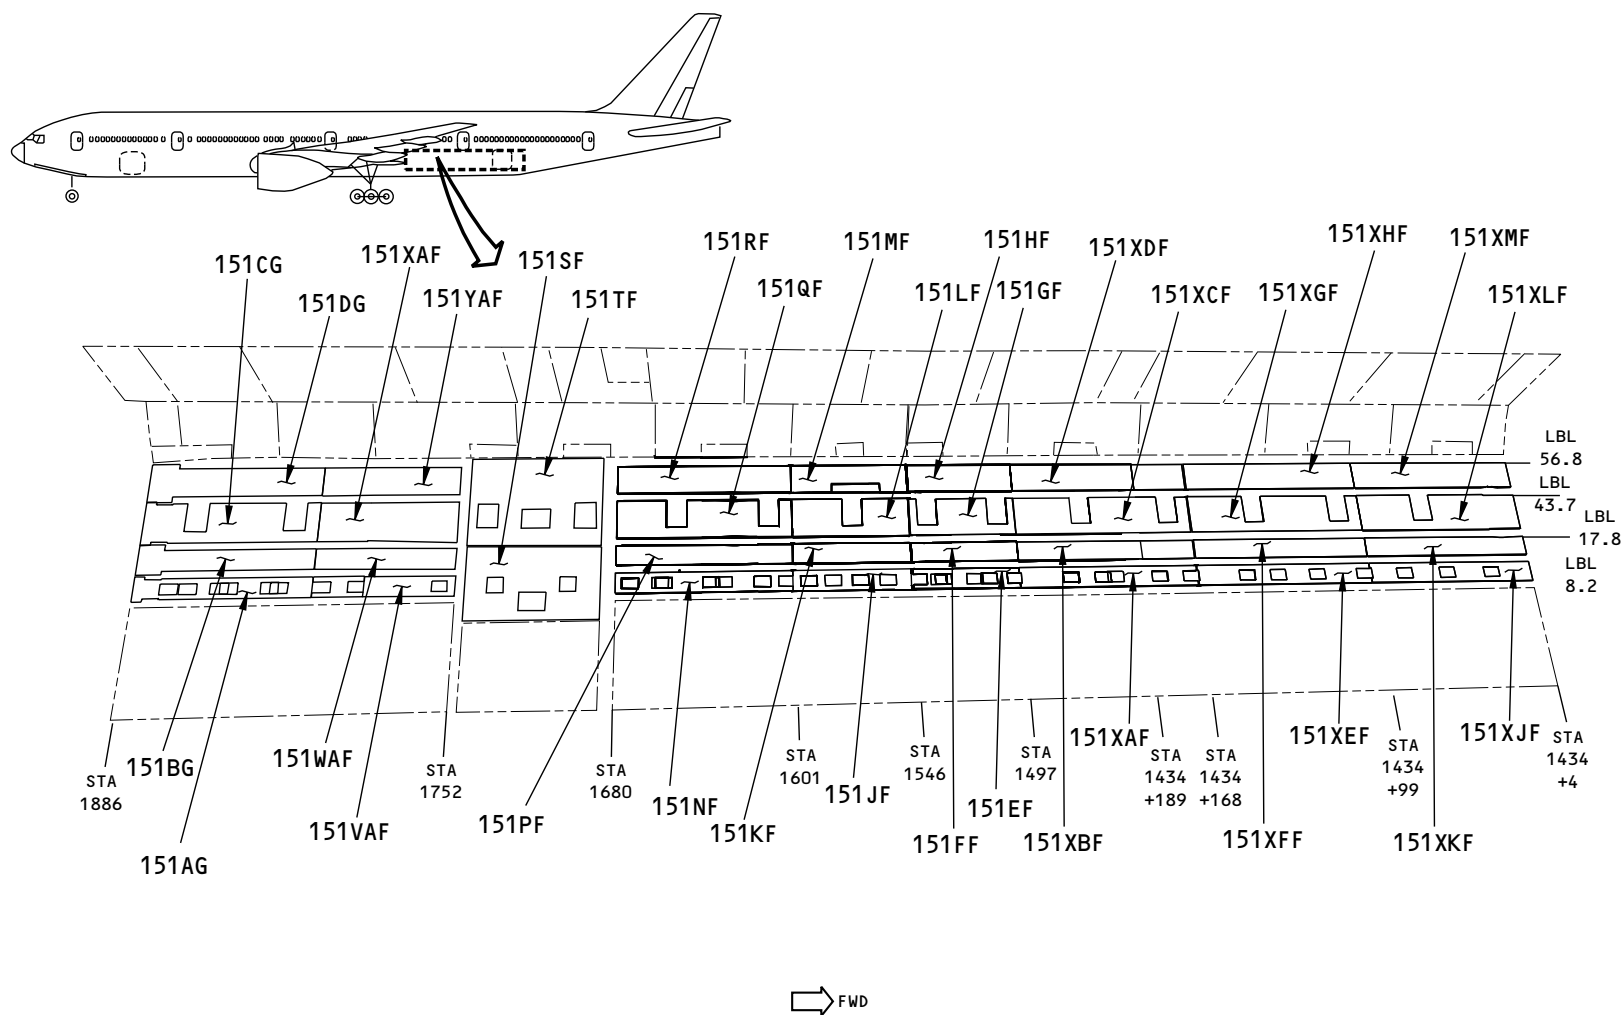 151RF
151MF
151HF
151XDF
151XHF
151XMF
151CG
151XAF
151SF
151DG
151YAF
151TF
151QF
151LF
151GF
151XCF
151XGF
151XLF
LBL
56.8
LBL
43.7
LBL
17.8
LBL
8.2
STA
1886
151BG
151WAF
STA
1752
STA
1680
STA
1601
STA
1546
STA
1497
151XAF
STA
1434
+189
STA
1434
+168
151XEF
STA
1434
+99
151XJF
STA
1434
+4
151AG
151VAF
151PF
151NF
151KF
151JF
151FF
151EF
151XBF
151XFF
151XKF
FWD